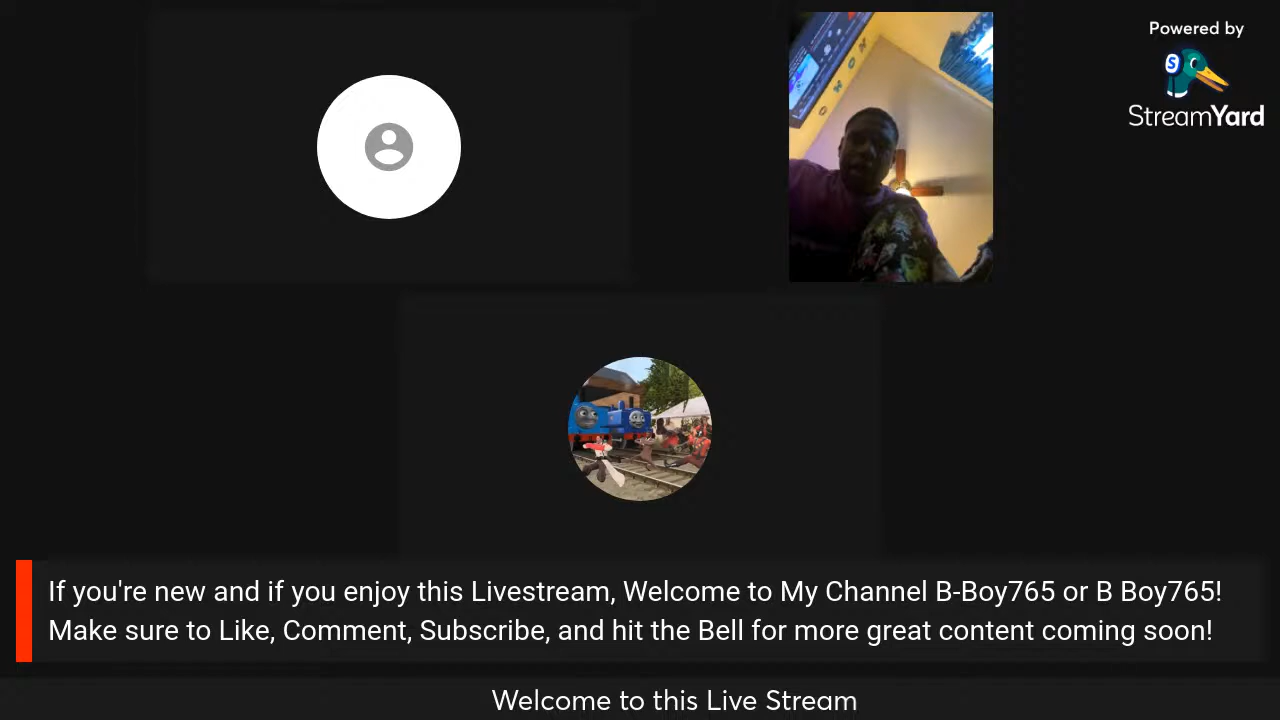 Powered by
S
StreamYard
If you're new and if you enjoy this Livestream, Welcome to My Channel B-Boy765 or B Boy765!
Make sure to Like, Comment, Subscribe, and hit the Bell for more great content coming soon!
Welcome to this Live Stream